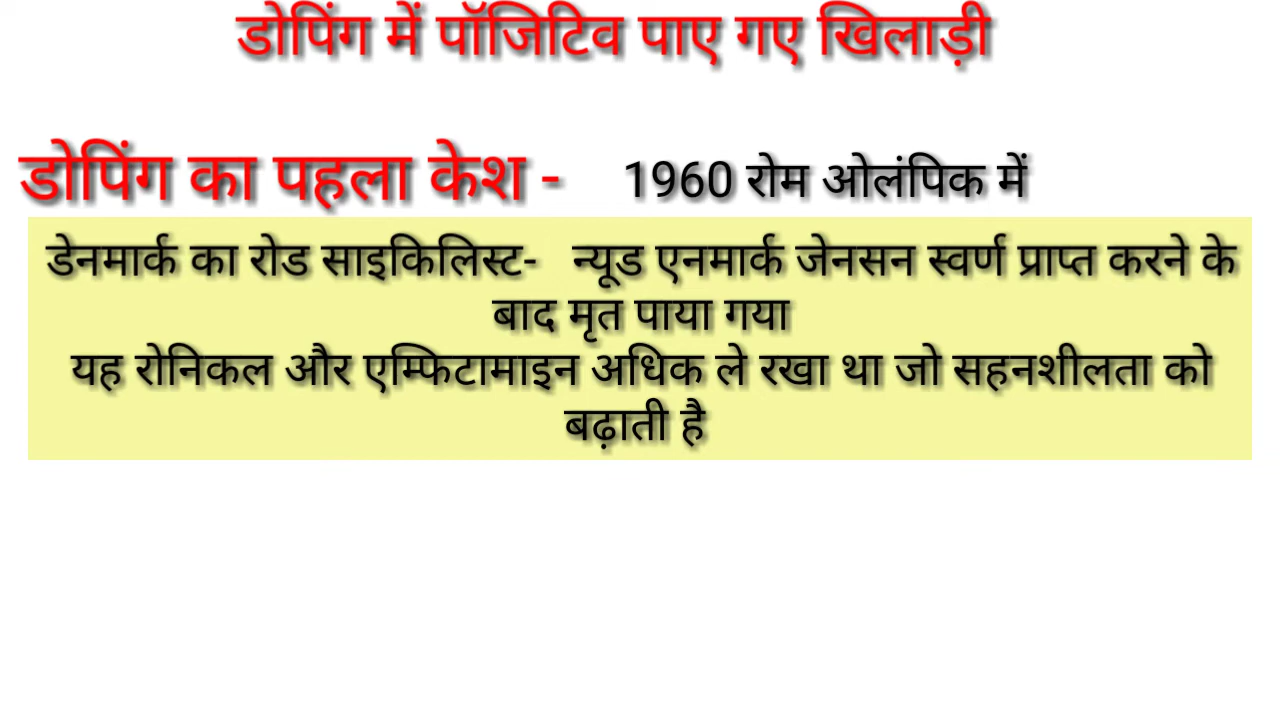 डोपिंग में पॉजिटिव पाए गए खिलाड़ी
डोपिंग का पहला केश - 1960 रोम ओलंपिक में
डेनमार्क का रोड साइकिलिस्ट- न्यूड एनमार्क जेनसन स्वर्ण प्राप्त करने के
बाद मृत पाया गया
यह रोनिकल और एम्फिटामाइन अधिक ले रखा था जो सहनशीलता को
बढ़ाती है